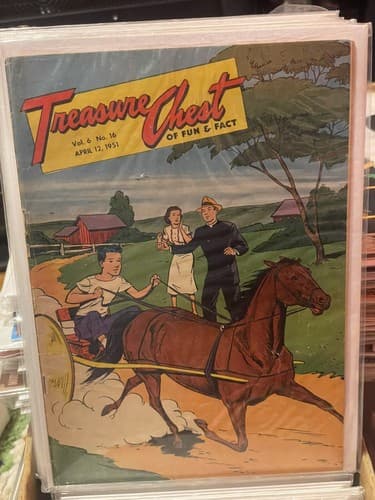 Treasure Chest
OF FUN & FACT
Vol. 6 No. 16
APRIL 12, 1951